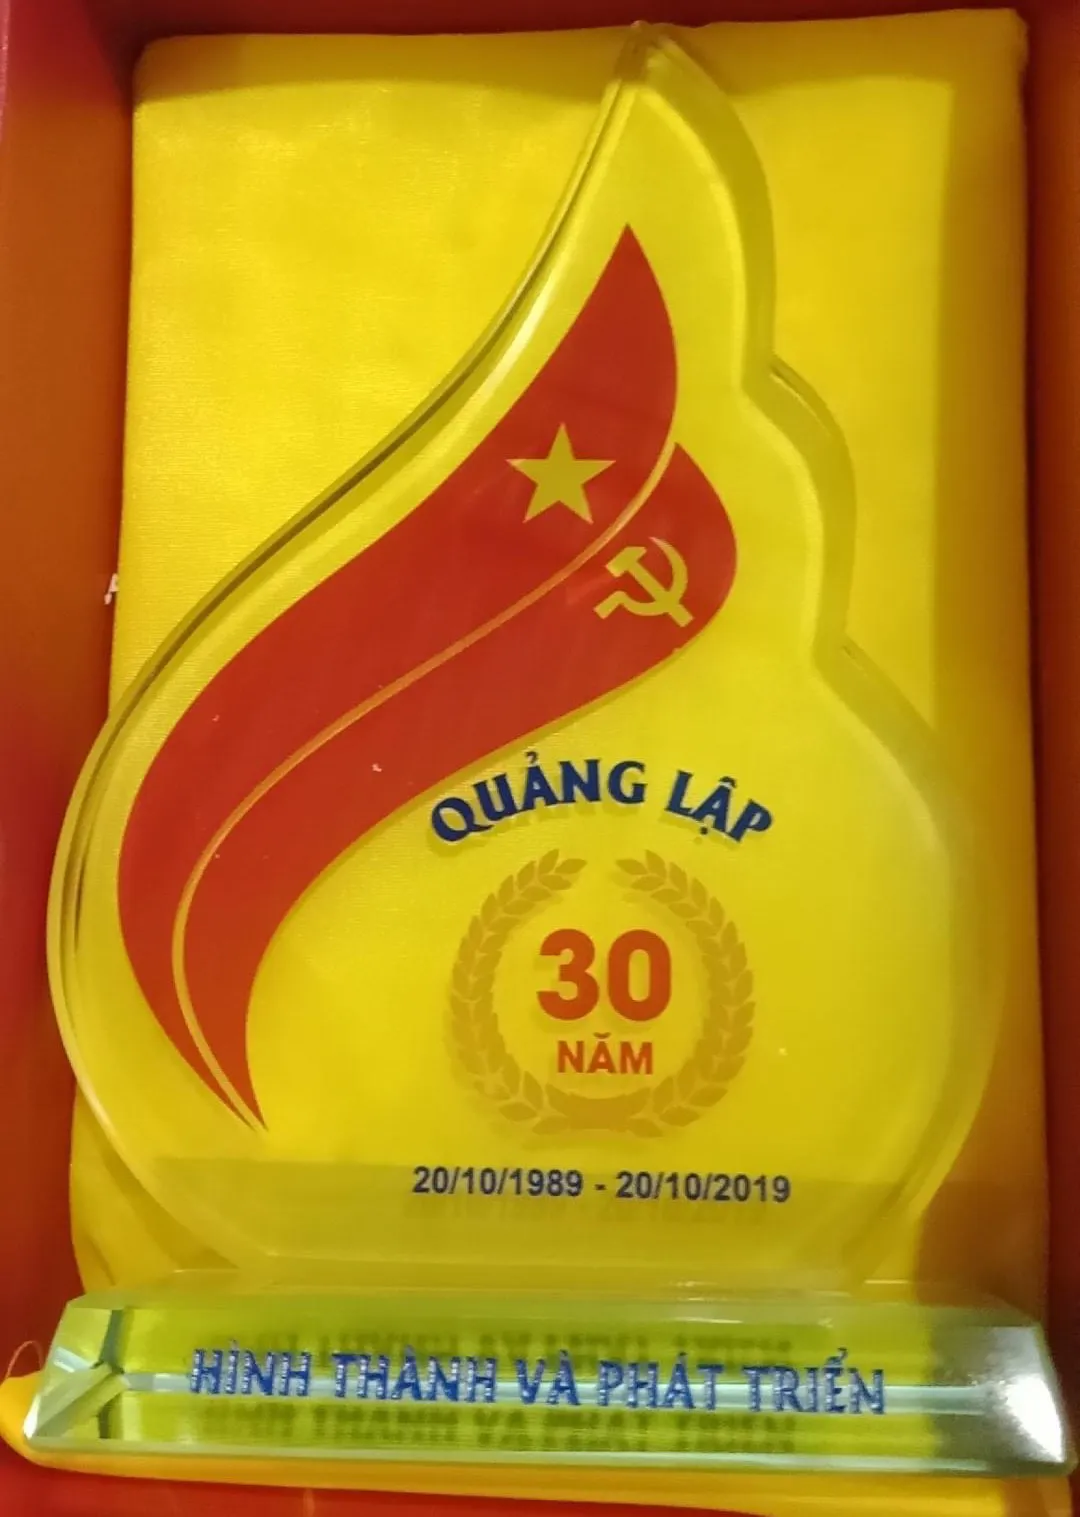 QUẢNG LẬP
30
NĂM
20/10/1989 - 20/10/2019
HÌNH THÀNH VÀ PHÁT TRIỂN